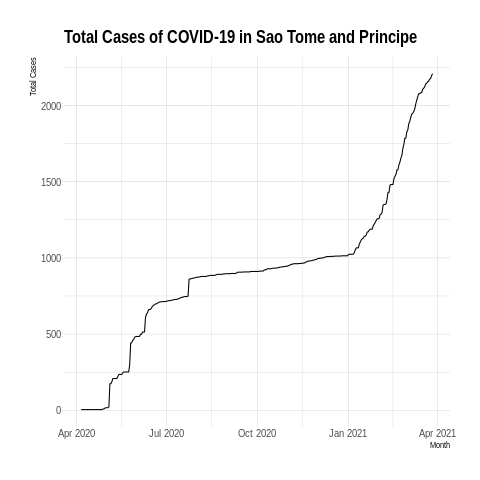 Total Cases of COVID-19 in Sao Tome and Principe
Total Cases
2000
1500
1000
500
0
Apr 2020 Jul 2020 Oct 2020 Jan 2021 Apr 2021
Month